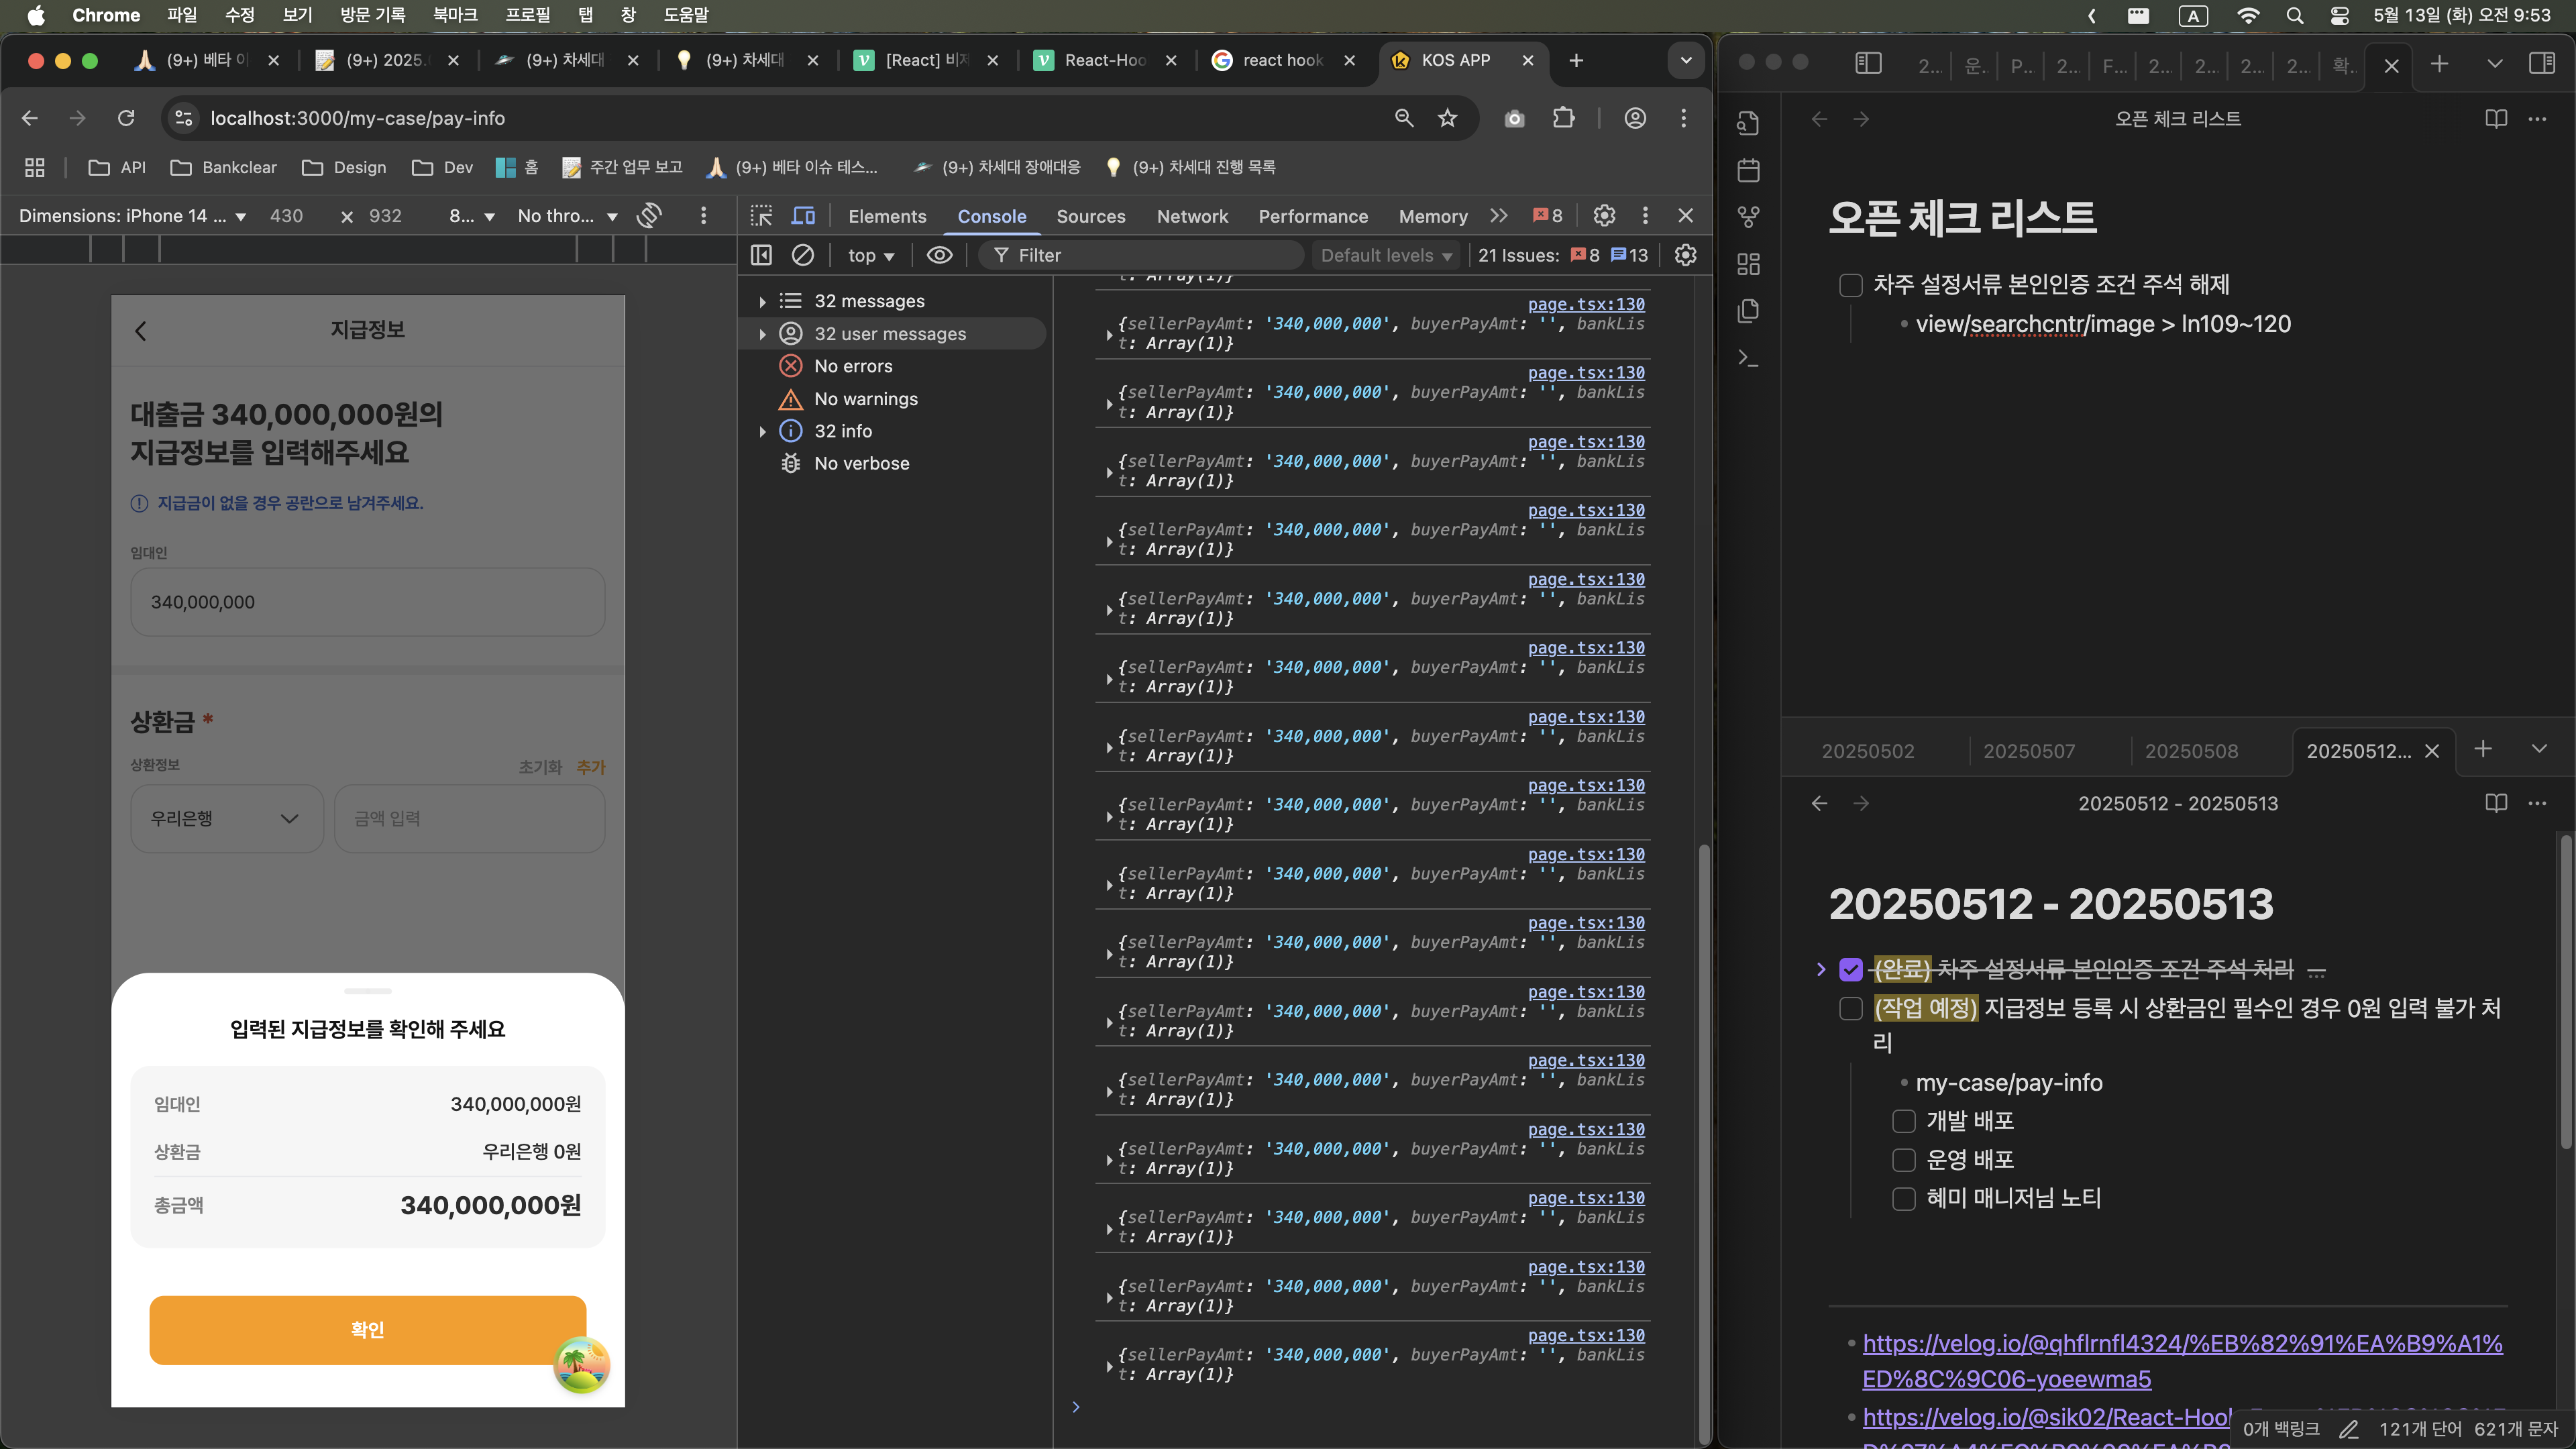 Chrome 파일 수정 보기 방문 기록 북마크 프로필 탭 창 도움말
A 5월 13일 (화) 오전 9:53
(9+) 베타 이 (9+) 2025. (9+) 차세대 (9+) 차세대 [React] 비제 React-Hoo react hook KOS APP
localhost:3000/my-case/pay-info
API Bankclear Design Dev 홈 주간 업무 보고 (9+) 베타 이슈 테스... (9+) 차세대 장애대응 (9+) 차세대 진행 목록
Dimensions: iPhone 14 ... 430 × 932 8... No thro...
지급정보
대출금 340,000,000원의
지급정보를 입력해주세요
지급금이 없을 경우 공란으로 남겨주세요.
임대인
340,000,000
상환금 *
상환정보 초기화 추가
우리은행 금액 입력
입력된 지급정보를 확인해 주세요
임대인 340,000,000원
상환금 우리은행 0원
총금액 340,000,000원
확인
Elements Console Sources Network Performance Memory 8
top Filter Default levels 21 Issues: 8 13
32 messages
32 user messages
No errors
No warnings
32 info
No verbose
t: Array(1)}
page.tsx:130
{sellerPayAmt: '340,000,000', buyerPayAmt: '', bankLis
t: Array(1)}
page.tsx:130
{sellerPayAmt: '340,000,000', buyerPayAmt: '', bankLis
t: Array(1)}
page.tsx:130
{sellerPayAmt: '340,000,000', buyerPayAmt: '', bankLis
t: Array(1)}
page.tsx:130
{sellerPayAmt: '340,000,000', buyerPayAmt: '', bankLis
t: Array(1)}
page.tsx:130
{sellerPayAmt: '340,000,000', buyerPayAmt: '', bankLis
t: Array(1)}
page.tsx:130
{sellerPayAmt: '340,000,000', buyerPayAmt: '', bankLis
t: Array(1)}
page.tsx:130
{sellerPayAmt: '340,000,000', buyerPayAmt: '', bankLis
t: Array(1)}
page.tsx:130
{sellerPayAmt: '340,000,000', buyerPayAmt: '', bankLis
t: Array(1)}
page.tsx:130
{sellerPayAmt: '340,000,000', buyerPayAmt: '', bankLis
t: Array(1)}
page.tsx:130
{sellerPayAmt: '340,000,000', buyerPayAmt: '', bankLis
t: Array(1)}
page.tsx:130
{sellerPayAmt: '340,000,000', buyerPayAmt: '', bankLis
t: Array(1)}
page.tsx:130
{sellerPayAmt: '340,000,000', buyerPayAmt: '', bankLis
t: Array(1)}
page.tsx:130
{sellerPayAmt: '340,000,000', buyerPayAmt: '', bankLis
t: Array(1)}
page.tsx:130
{sellerPayAmt: '340,000,000', buyerPayAmt: '', bankLis
t: Array(1)}
page.tsx:130
{sellerPayAmt: '340,000,000', buyerPayAmt: '', bankLis
t: Array(1)}
page.tsx:130
{sellerPayAmt: '340,000,000', buyerPayAmt: '', bankLis
t: Array(1)}
2... 운.. P... 2... F... 2... 2... 2... 2... 확..
오픈 체크 리스트
오픈 체크 리스트
차주 설정서류 본인인증 조건 주석 해제
view/searchcntr/image > ln109~120
20250502 20250507 20250508 20250512...
20250512 - 20250513
20250512 - 20250513
(완료) 차주 설정서류 본인인증 조건 주석 처리 ...
(작업 예정) 지급정보 등록 시 상환금인 필수인 경우 0원 입력 불가 처
리
my-case/pay-info
개발 배포
운영 배포
혜미 매니저님 노티
https://velog.io/@qhflrnfl4324/%EB%82%91%EA%B9%A1%
ED%8C%9C06-yoeewma5
https://velog.io/@sik02/React-Hook
0개 백링크 121개 단어 621개 문자